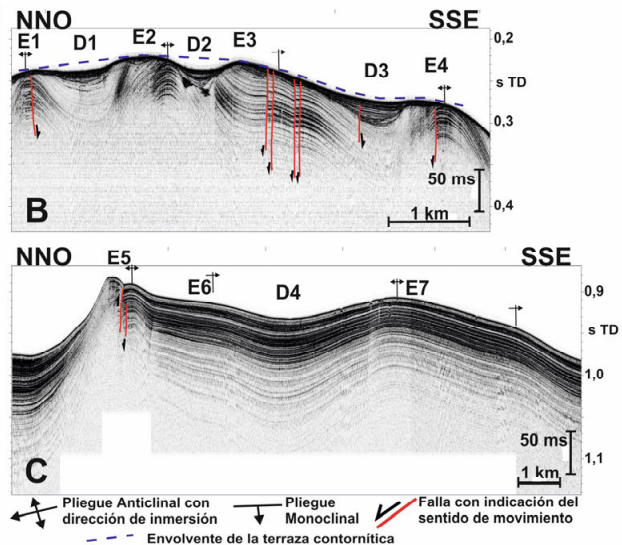 NNO SSE
E1 D1 E2 D2 E3 D3 E4
0,2
s TD
0,3
50 ms
0,4
1 km
B
NNO SSE
E5 E6 D4 E7
0,9
s TD
1,0
50 ms
1,1
1 km
C
Pliegue Anticlinal con
dirección de inmersión
Pliegue
Monoclinal
Falla con indicación del
sentido de movimiento
Envolvente de la terraza contornítica